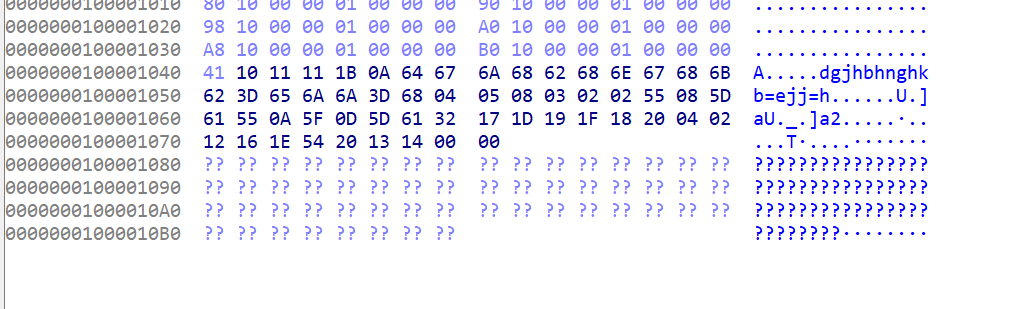 0000000100001010 80 10 00 00 01 00 00 00 90 10 00 00 01 00 00 00 ················
0000000100001020 98 10 00 00 01 00 00 00 A0 10 00 00 01 00 00 00 ................
0000000100001030 A8 10 00 00 01 00 00 00 B0 10 00 00 01 00 00 00 ................
0000000100001040 41 10 11 11 1B 0A 64 67 6A 68 62 68 6E 67 68 6B A.....dgjhbhnghk
0000000100001050 62 3D 65 6A 6A 3D 68 04 05 08 03 02 02 55 08 5D b=ejj=h......U.]
0000000100001060 61 55 0A 5F 0D 5D 61 32 17 1D 19 1F 18 20 04 02 aU._.]a2.....·..
0000000100001070 12 16 1E 54 20 13 14 00 00 ...T·....·······
0000000100001080 ?? ?? ?? ?? ?? ?? ?? ?? ?? ?? ?? ?? ?? ?? ?? ?? ????????????????
0000000100001090 ?? ?? ?? ?? ?? ?? ?? ?? ?? ?? ?? ?? ?? ?? ?? ?? ????????????????
00000001000010A0 ?? ?? ?? ?? ?? ?? ?? ?? ?? ?? ?? ?? ?? ?? ?? ?? ????????????????
00000001000010B0 ?? ?? ?? ?? ?? ?? ?? ?? ????????········